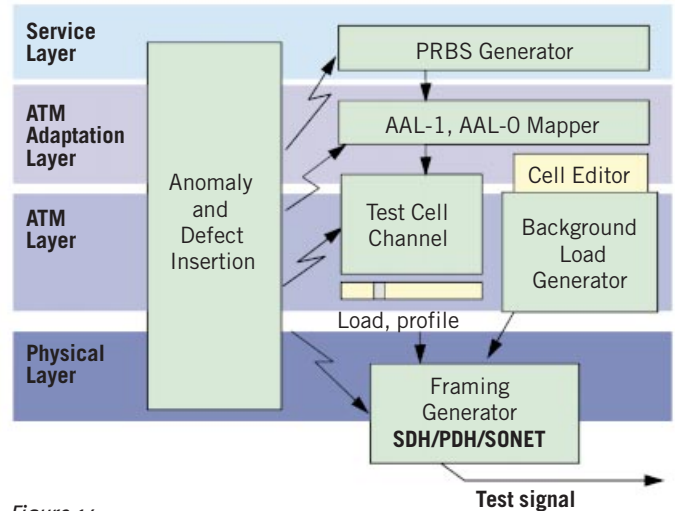 Service
Layer
PRBS Generator
ATM
Adaptation
Layer
AAL-1, AAL-0 Mapper
Anomaly
and
Defect
Insertion
Cell Editor
ATM
Layer
Test Cell
Channel
Background
Load
Generator
Load, profile
Physical
Layer
Framing
Generator
SDH/PDH/SONET
Test signal
Figure